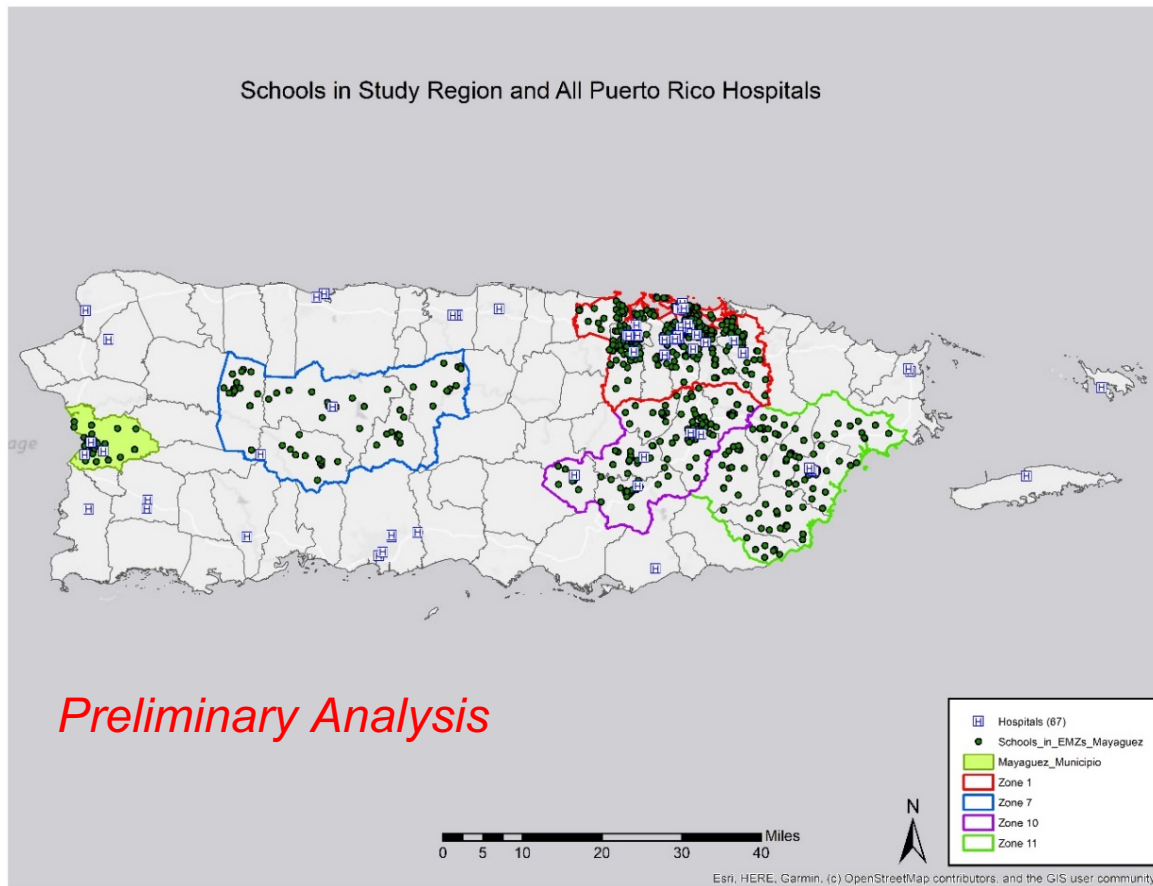 Schools in Study Region and All Puerto Rico Hospitals
age
Preliminary Analysis
H Hospitals (67)
Schools_in_EMZs_Mayaguez
Mayaguez_Municipio
Zone 1
Zone 7
Zone 10
Zone 11
N
Miles
0 5 10 20 30 40
Esri, HERE, Garmin, (c) OpenStreetMap contributors, and the GIS user community